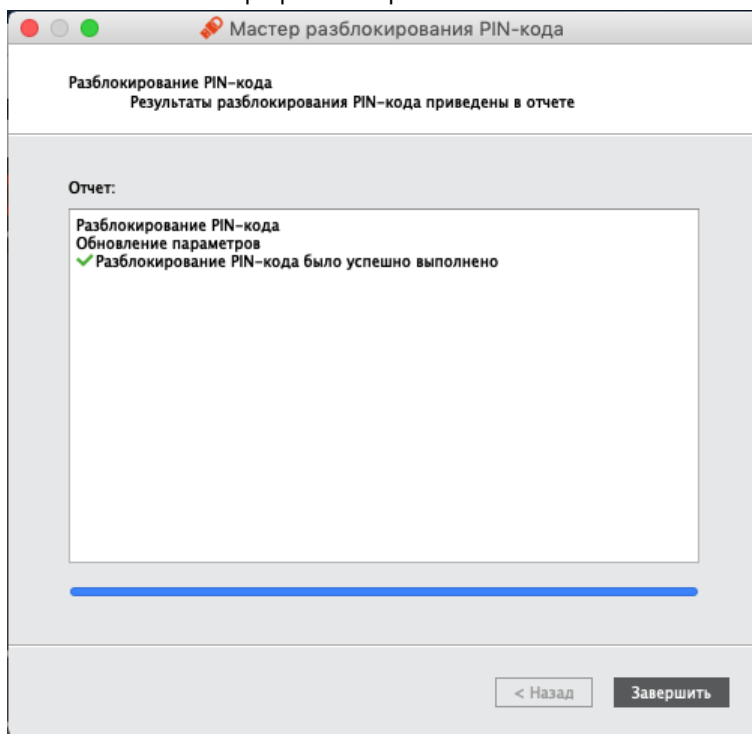 Мастер разблокирования PIN-кода
Разблокирование PIN-кода
Результаты разблокирования PIN-кода приведены в отчете
Отчет:
Разблокирование PIN-кода
Обновление параметров
Разблокирование PIN-кода было успешно выполнено
< Назад
Завершить